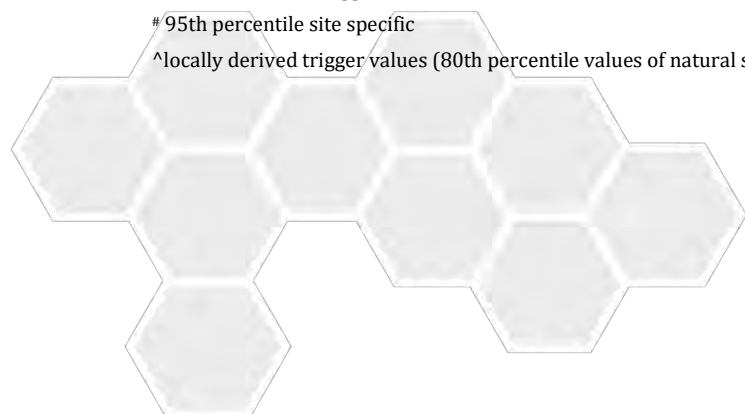 # 95th percentile site specific
^locally derived trigger values (80th percentile values of natural s